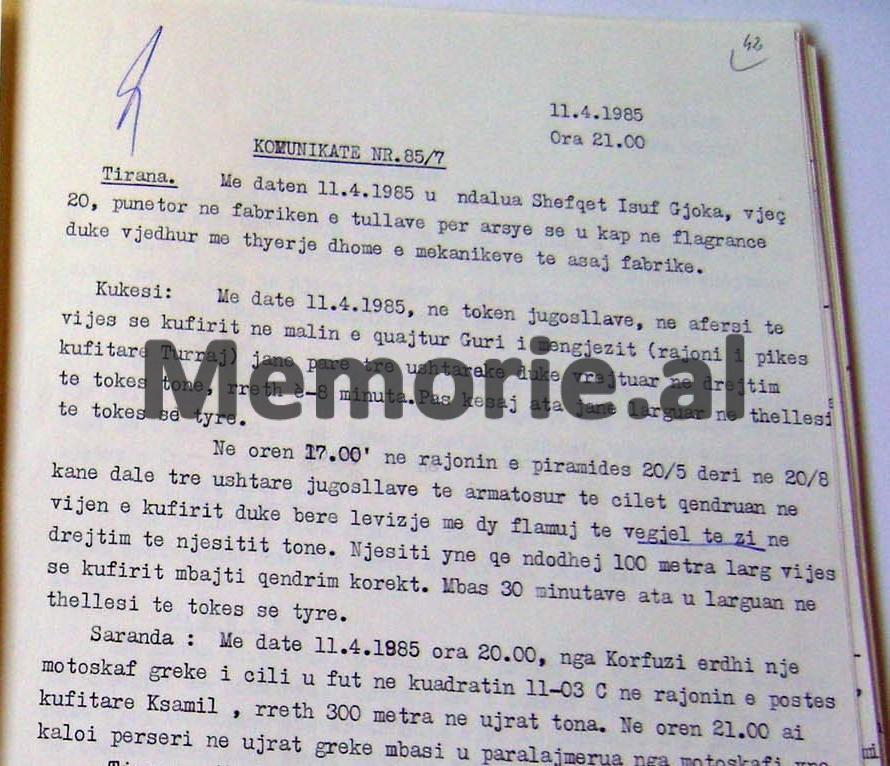 42
11.4.1985
Ora 21.00
KOMUNIKATE NR.85/7
Tirana. Me daten 11.4.1985 u ndalua Shefqet Isuf Gjoka, vjeç
20, punetor ne fabriken e tullave per arsye se u kap ne flagrance
duke vjedhur me thyerje dhome e mekanikeve te asaj fabrike.
Kukesi: Me date 11.4.1985, ne token jugosllave, ne afersi te
vijes se kufirit ne malin e quajtur Guri i mengjezit (rajoni i pikes
kufitare Turraj) jane pare tre ushtarake duke vrejtuar ne drejtim
te tokes tone, rreth è-8 minuta.Pas kesaj ata jane larguar ne thellesi
te tokes se tyre.
Memorie.al
Ne oren 17.00' ne rajonin e piramides 20/5 deri ne 20/8
kane dale tre ushtare jugosllave te armatosur te cilet qendruan ne
vijen e kufirit duke bere levizje me dy flamuj te vegjel te zi ne
drejtim te njesitit tone. Njesiti yne qe ndodhej 100 metra larg vijes
se kufirit mbajti qendrim korekt. Mbas 30 minutave ata u larguan ne
thellesi te tokes se tyre.
Saranda : Me date 11.4.1985 ora 20.00, nga Korfuzi erdhi nje
motoskaf greke i cili u fut ne kuadratin 11-03 C ne rajonin e postes
kufitare Ksamil , rreth 300 metra ne ujrat tona. Ne oren 21.00 ai
kaloi perseri ne ujrat greke mbasi u paralajmerua nga motoskafi yne